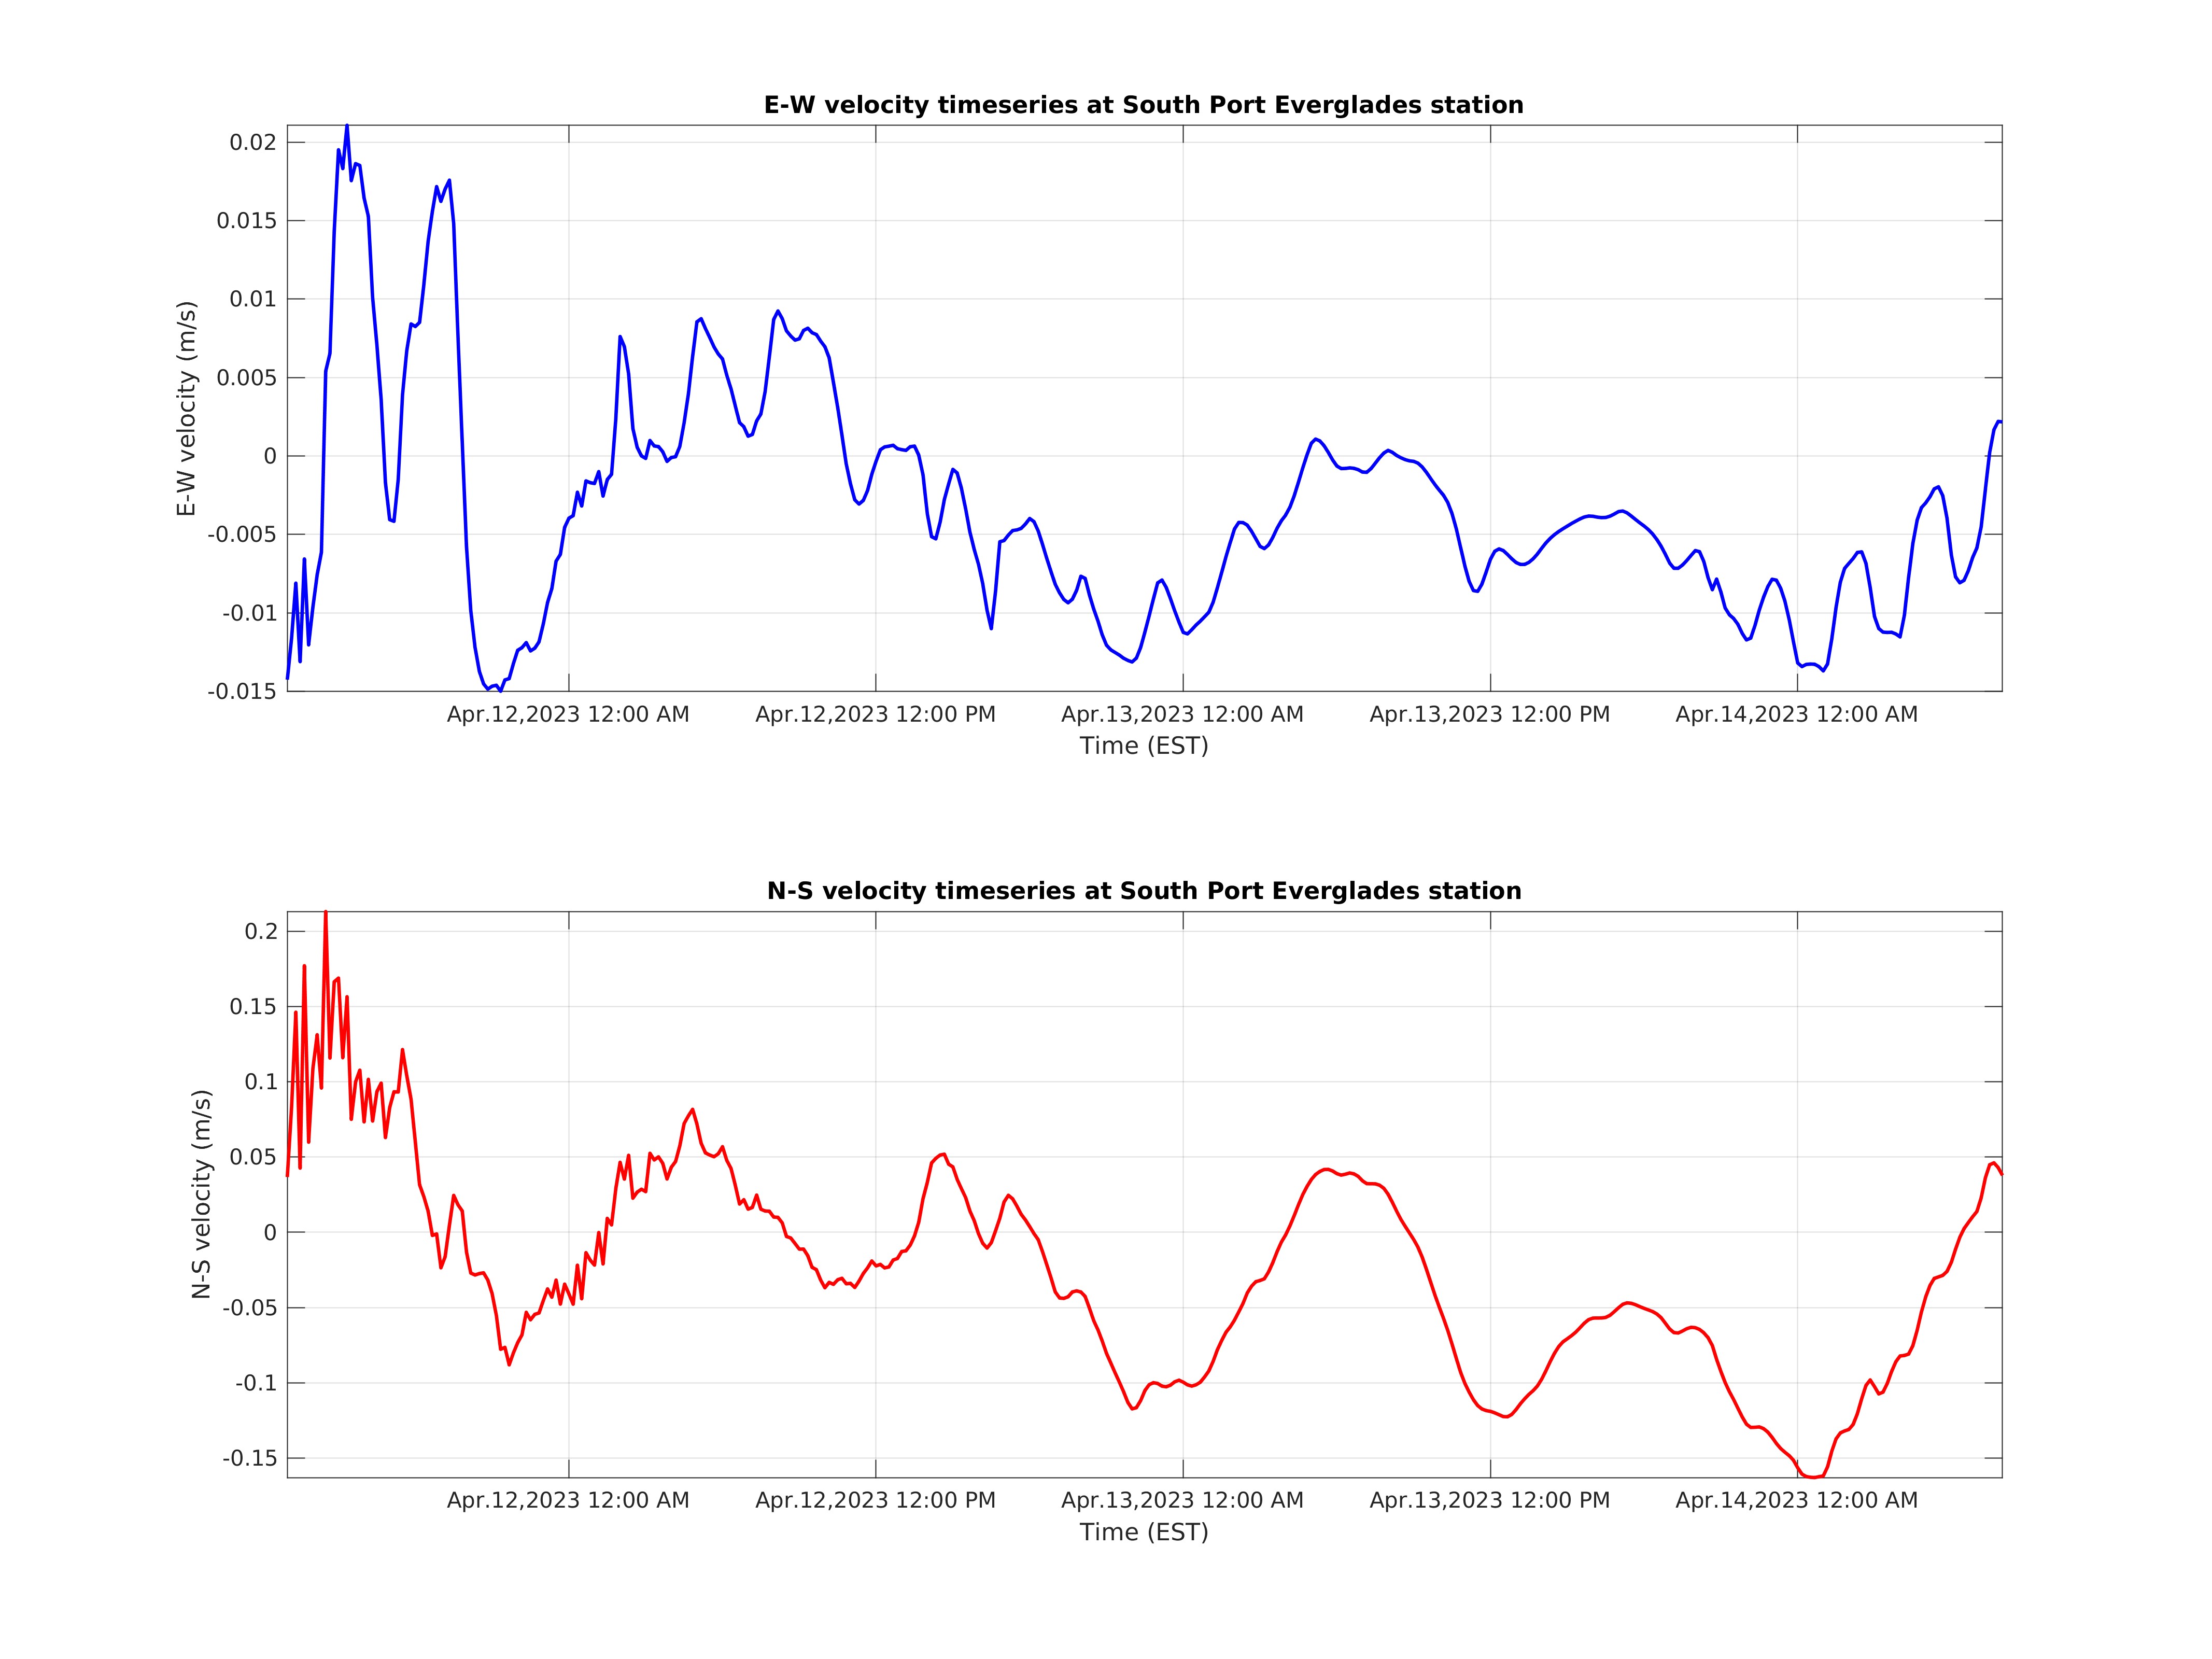 E-W velocity timeseries at South Port Everglades station
0.02
0.015
0.01
0.005
0
-0.005
-0.01
-0.015
E-W velocity (m/s)
Apr.12,2023 12:00 AM Apr.12,2023 12:00 PM Apr.13,2023 12:00 AM Apr.13,2023 12:00 PM Apr.14,2023 12:00 AM
Time (EST)
N-S velocity timeseries at South Port Everglades station
0.2
0.15
0.1
0.05
0
-0.05
-0.1
-0.15
N-S velocity (m/s)
Apr.12,2023 12:00 AM Apr.12,2023 12:00 PM Apr.13,2023 12:00 AM Apr.13,2023 12:00 PM Apr.14,2023 12:00 AM
Time (EST)